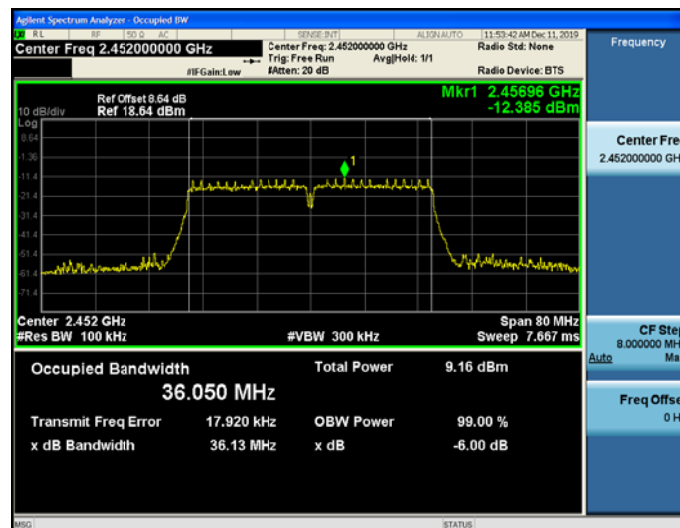 Agilent Spectrum Analyzer - Occupied BW
RL RF 50 Ω AC SENSE:INT ALIGNAUTO 11:53:42 AM Dec 11, 2019
Center Freq 2.452000000 GHz
Center Freq: 2.452000000 GHz Radio Std: None
Trig: Free Run Avg|Hold: 1/1
#IFGain:Low #Atten: 20 dB Radio Device: BTS
Frequency
Ref Offset 8.64 dB Mkr1 2.45696 GHz
10 dB/div Ref 18.64 dBm -12.385 dBm
Log
8.64
-1.36
-11.4
-21.4
-31.4
-41.4
-51.4
-61.4
-71.4
1
Center Fre
2.452000000 GH
Center 2.452 GHz Span 80 MHz
#Res BW 100 kHz #VBW 300 kHz Sweep 7.667 ms
CF Step
8.000000 MH
Auto Ma
Occupied Bandwidth Total Power 9.16 dBm
36.050 MHz
Transmit Freq Error 17.920 kHz OBW Power 99.00 %
x dB Bandwidth 36.13 MHz x dB -6.00 dB
Freq Offse
0 H
MSG STATUS